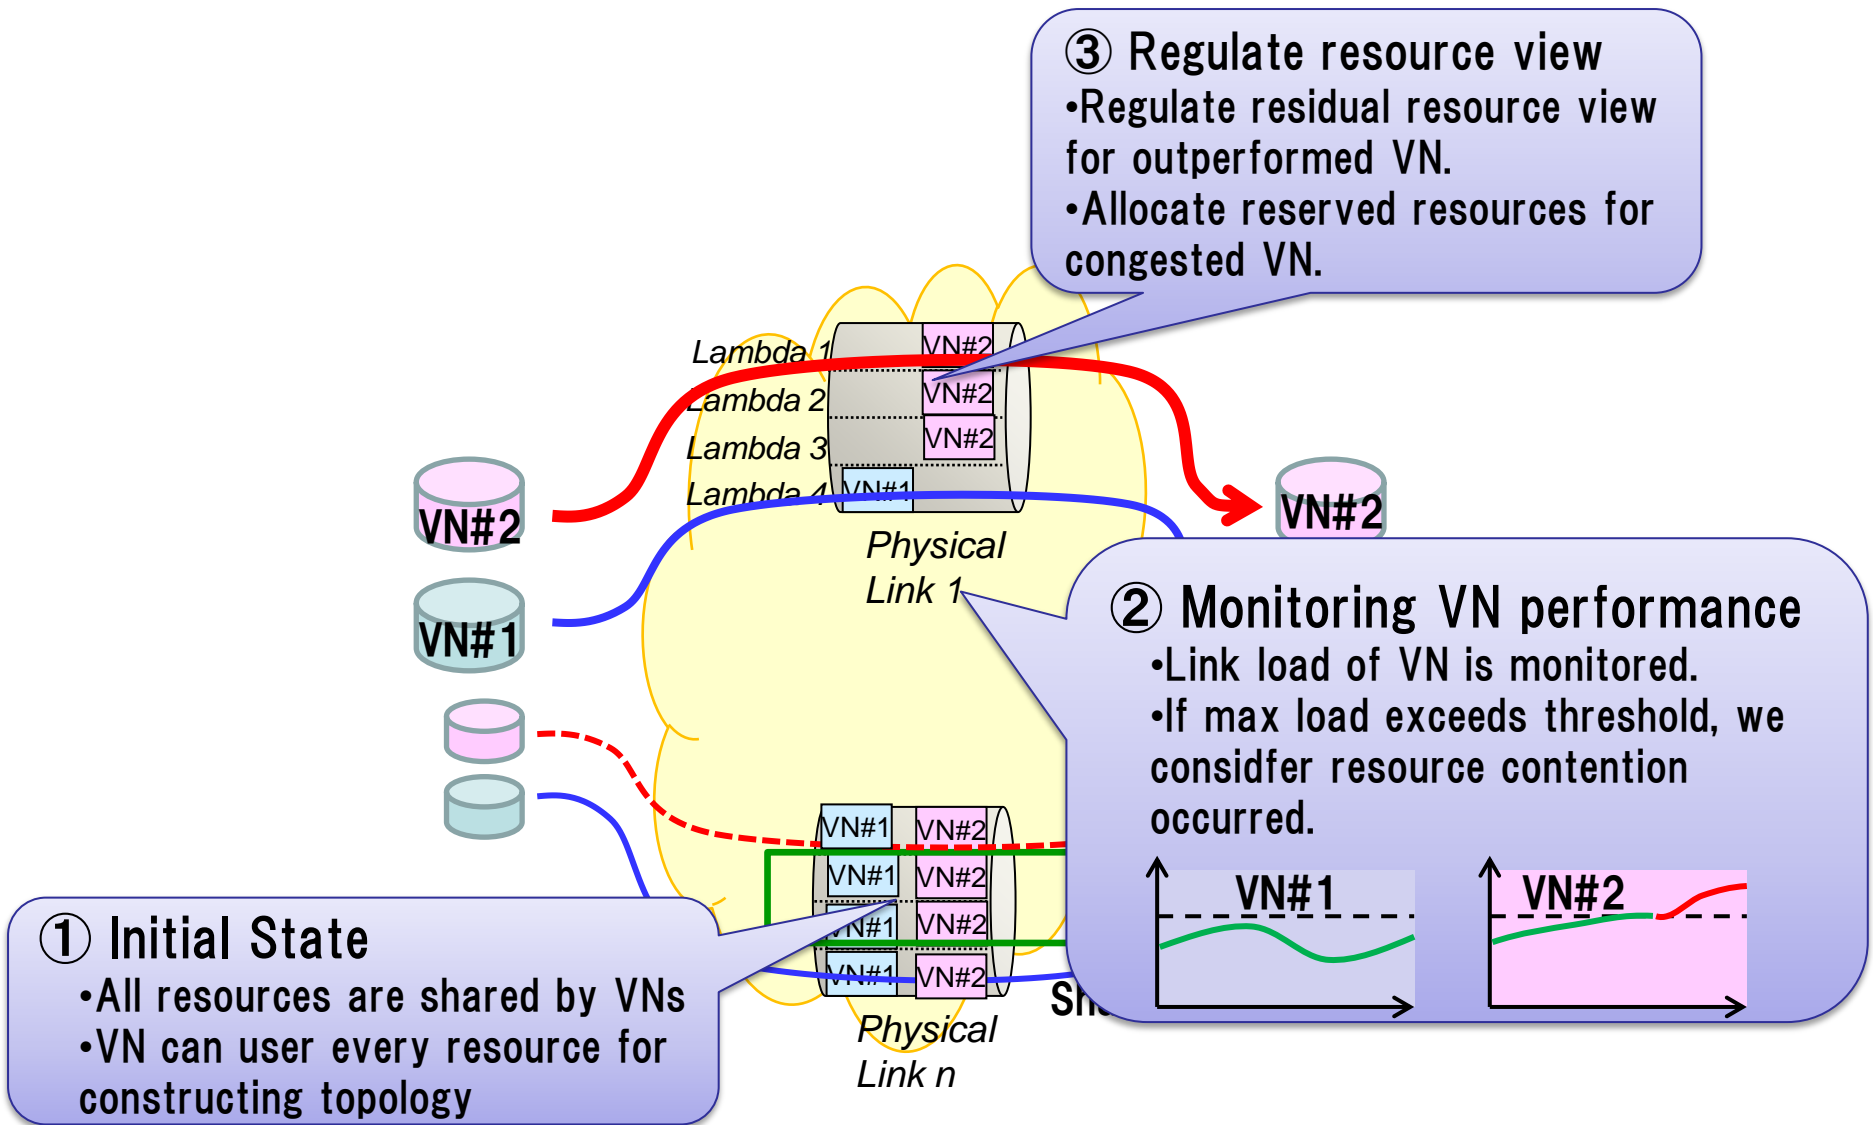 ③ Regulate resource view
•Regulate residual resource view
for outperformed VN.
•Allocate reserved resources for
congested VN.
Lambda 1
VN#2
Lambda 2
VN#2
Lambda 3
VN#2
Lambda 4
VN#1
Physical
Link 1
VN#2
VN#2
VN#1
② Monitoring VN performance
•Link load of VN is monitored.
•If max load exceeds threshold, we
considfer resource contention
occurred.
VN#1
VN#2
VN#1 VN#2
VN#1 VN#2
VN#1 VN#2
VN#1 VN#2
Physical
Link n
① Initial State
•All resources are shared by VNs
•VN can user every resource for
constructing topology